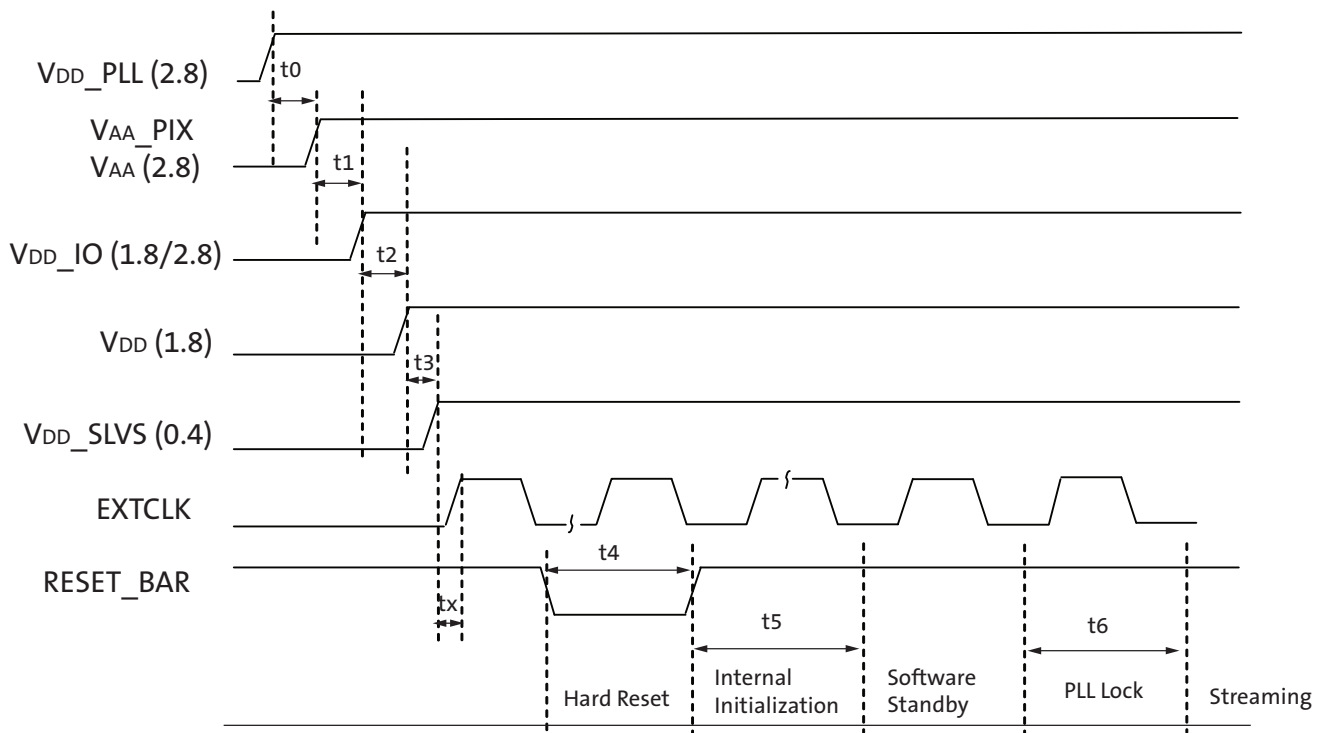 VDD_PLL (2.8)
t0
VAA_PIX
VAA (2.8)
t1
VDD_IO (1.8/2.8)
t2
VDD (1.8)
t3
VDD_SLVS (0.4)
EXTCLK
t4
RESET_BAR
tx
t5
t6
Hard Reset
Internal
Initialization
Software
Standby
PLL Lock
Streaming